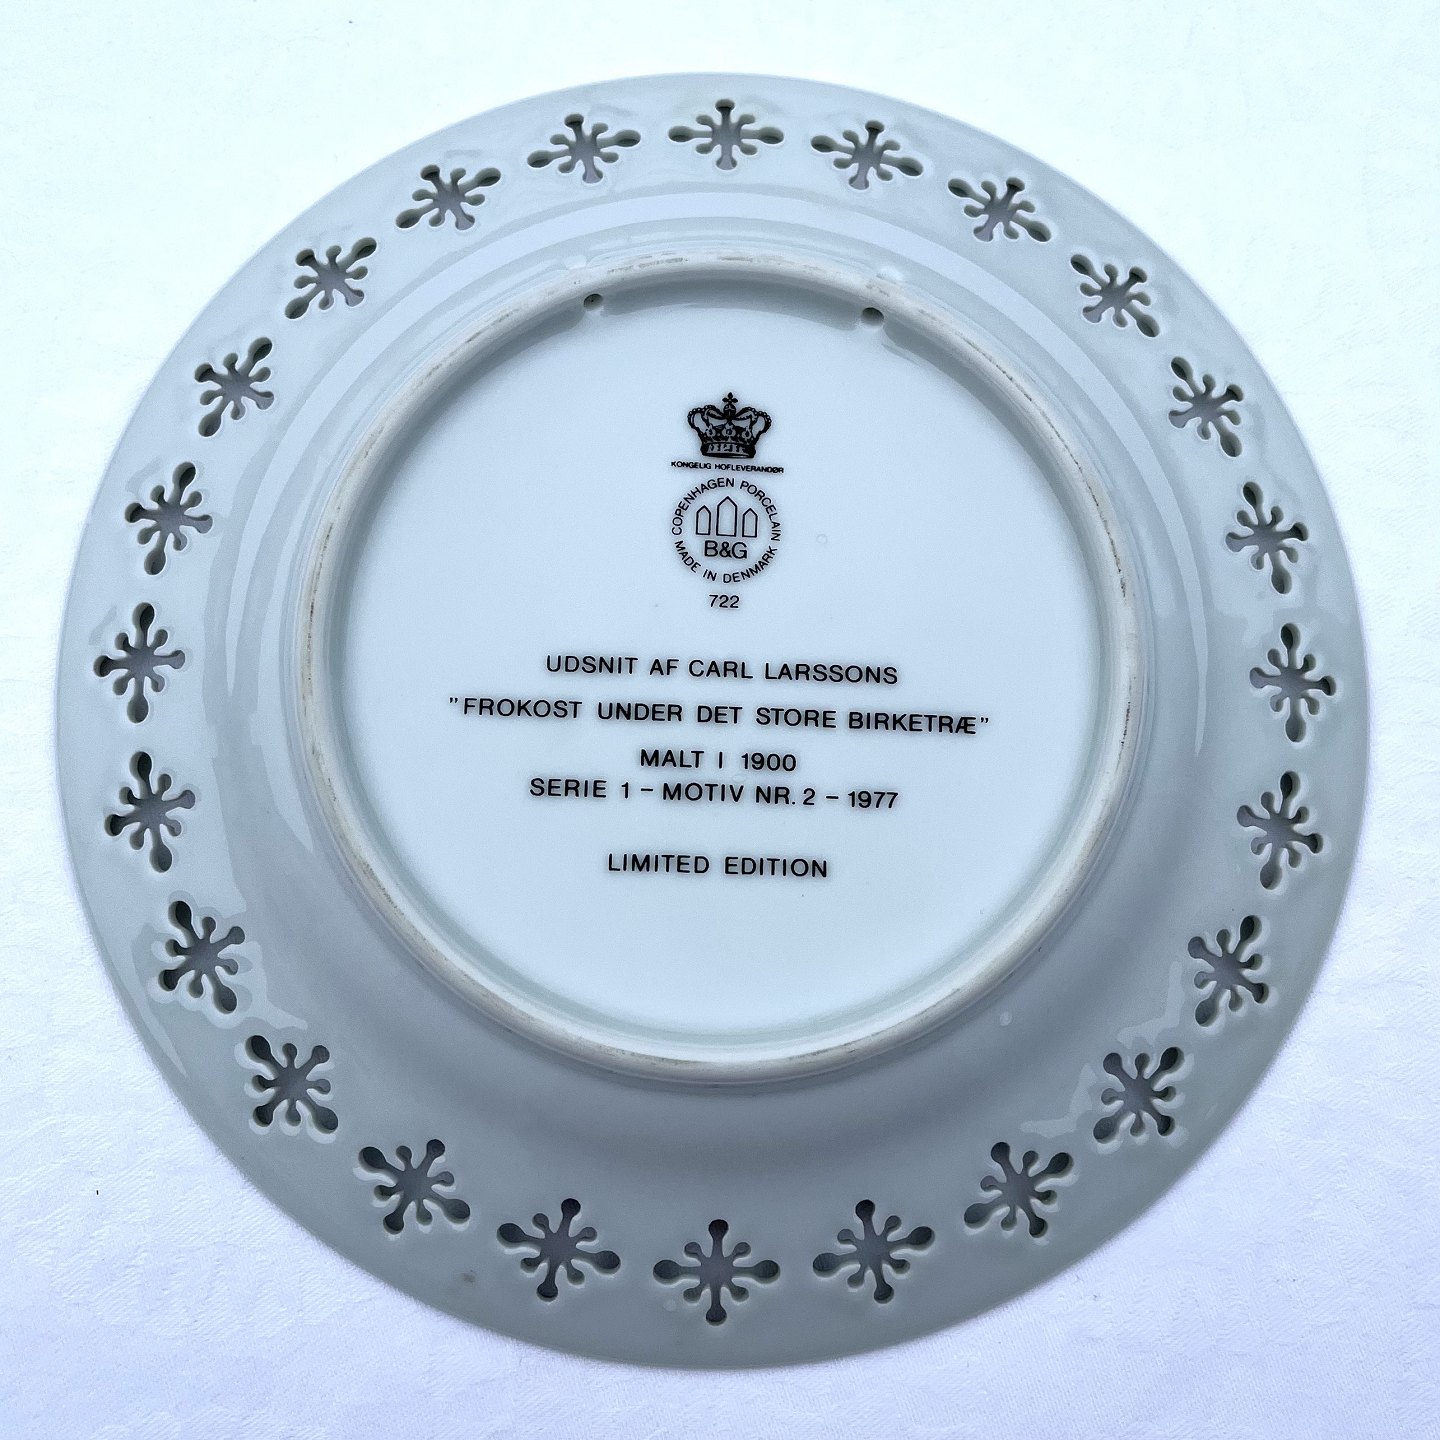 KONGELIG HOFLEVERANDØR
COPENHAGEN PORCELAIN
B&G
MADE IN DENMARK
722
UDSNIT AF CARL LARSSONS
"FROKOST UNDER DET STORE BIRKETRÆ"
MALT I 1900
SERIE 1 - MOTIV NR. 2 - 1977
LIMITED EDITION